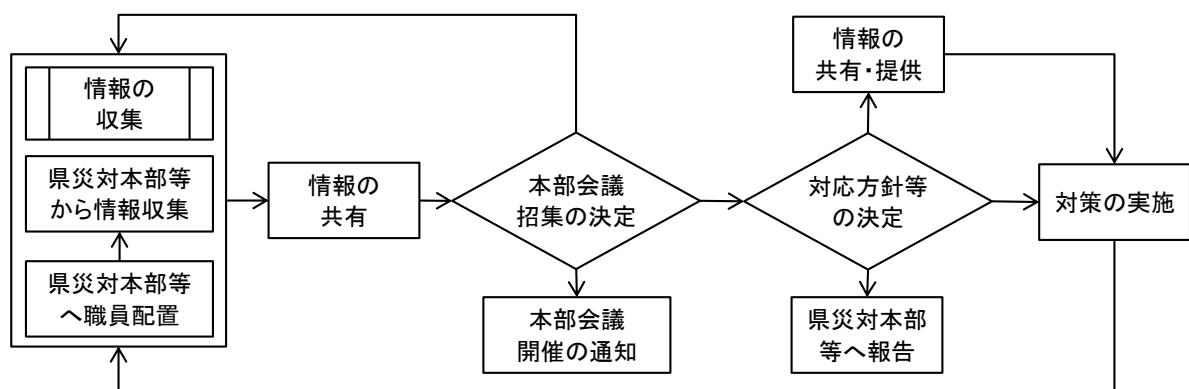 情報の
収集
県災対本部等
から情報収集
県災対本部等
へ職員配置
情報の
共有
本部会議
招集の決定
本部会議
開催の通知
情報の
共有・提供
対応方針等
の決定
県災対本部
等へ報告
対策の実施